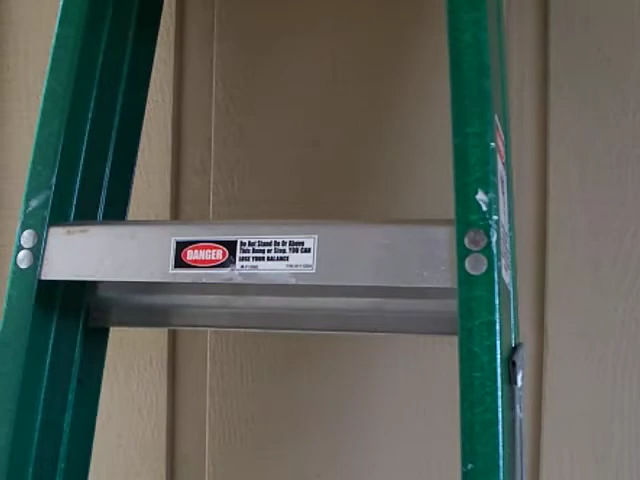 DANGER
Do Not Stand On Or Above
This Rung or Step. YOU CAN
LOSE YOUR BALANCE